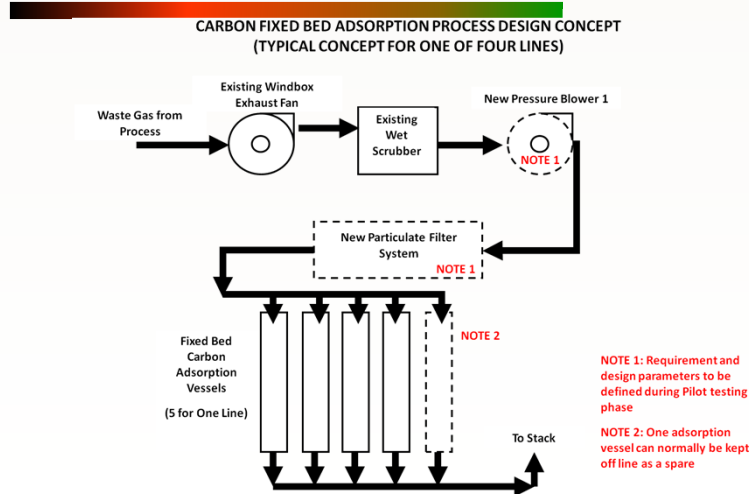 CARBON FIXED BED ADSORPTION PROCESS DESIGN CONCEPT
(TYPICAL CONCEPT FOR ONE OF FOUR LINES)
Existing Windbox
Exhaust Fan
New Pressure Blower 1
Waste Gas from
Process
Existing
Wet
Scrubber
NOTE 1
New Particulate Filter
System
NOTE 1
NOTE 2
Fixed Bed
Carbon
Adsorption
Vessels
(5 for One Line)
To Stack
NOTE 1: Requirement and
design parameters to be
defined during Pilot testing
phase
NOTE 2: One adsorption
vessel can normally be kept
off line as a spare